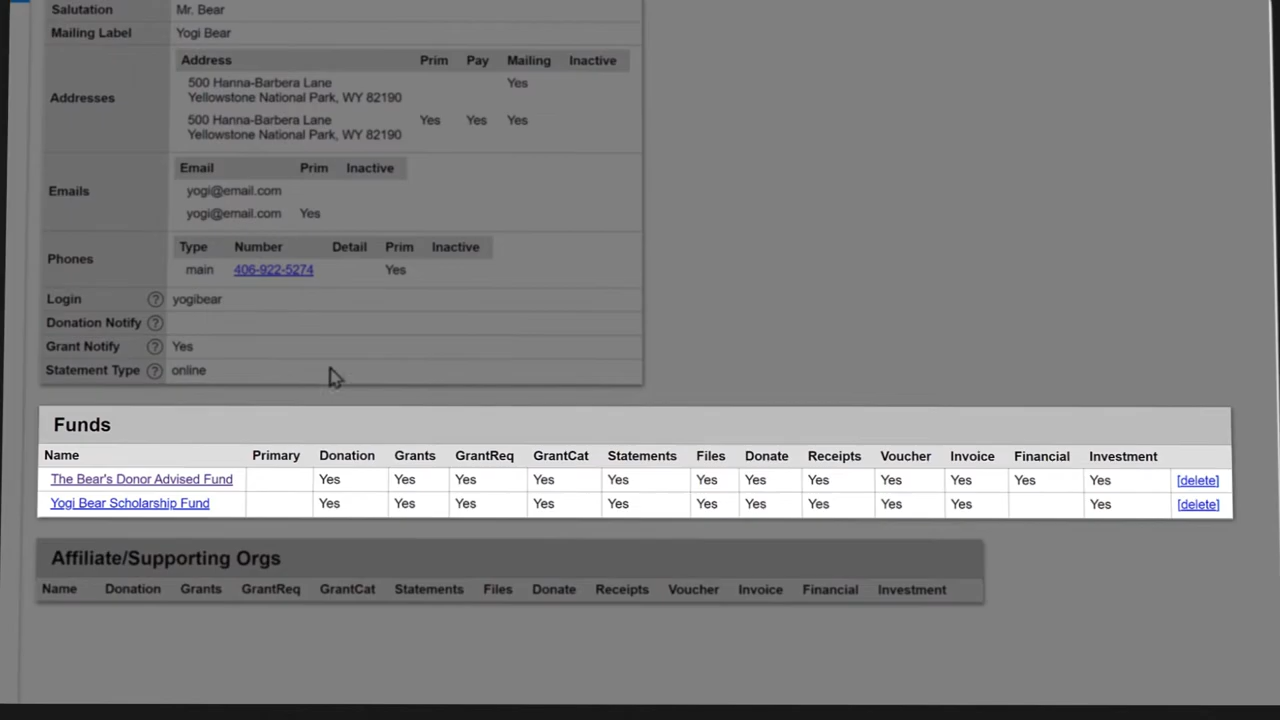 Salutation Mr. Bear
Mailing Label Yogi Bear
Addresses
Address Prim Pay Mailing Inactive
500 Hanna-Barbera Lane Yes
Yellowstone National Park, WY 82190
500 Hanna-Barbera Lane Yes Yes Yes
Yellowstone National Park, WY 82190
Emails
Email Prim Inactive
yogi@email.com
yogi@email.com Yes
Phones
Type Number Detail Prim Inactive
main 406-922-5274 Yes
Login ? yogibear
Donation Notify ?
Grant Notify ? Yes
Statement Type ? online
Funds
Name Primary Donation Grants GrantReq GrantCat Statements Files Donate Receipts Voucher Invoice Financial Investment
The Bear's Donor Advised Fund Yes Yes Yes Yes Yes Yes Yes Yes Yes Yes Yes Yes [delete]
Yogi Bear Scholarship Fund Yes Yes Yes Yes Yes Yes Yes Yes Yes Yes Yes [delete]
Affiliate/Supporting Orgs
Name Donation Grants GrantReq GrantCat Statements Files Donate Receipts Voucher Invoice Financial Investment